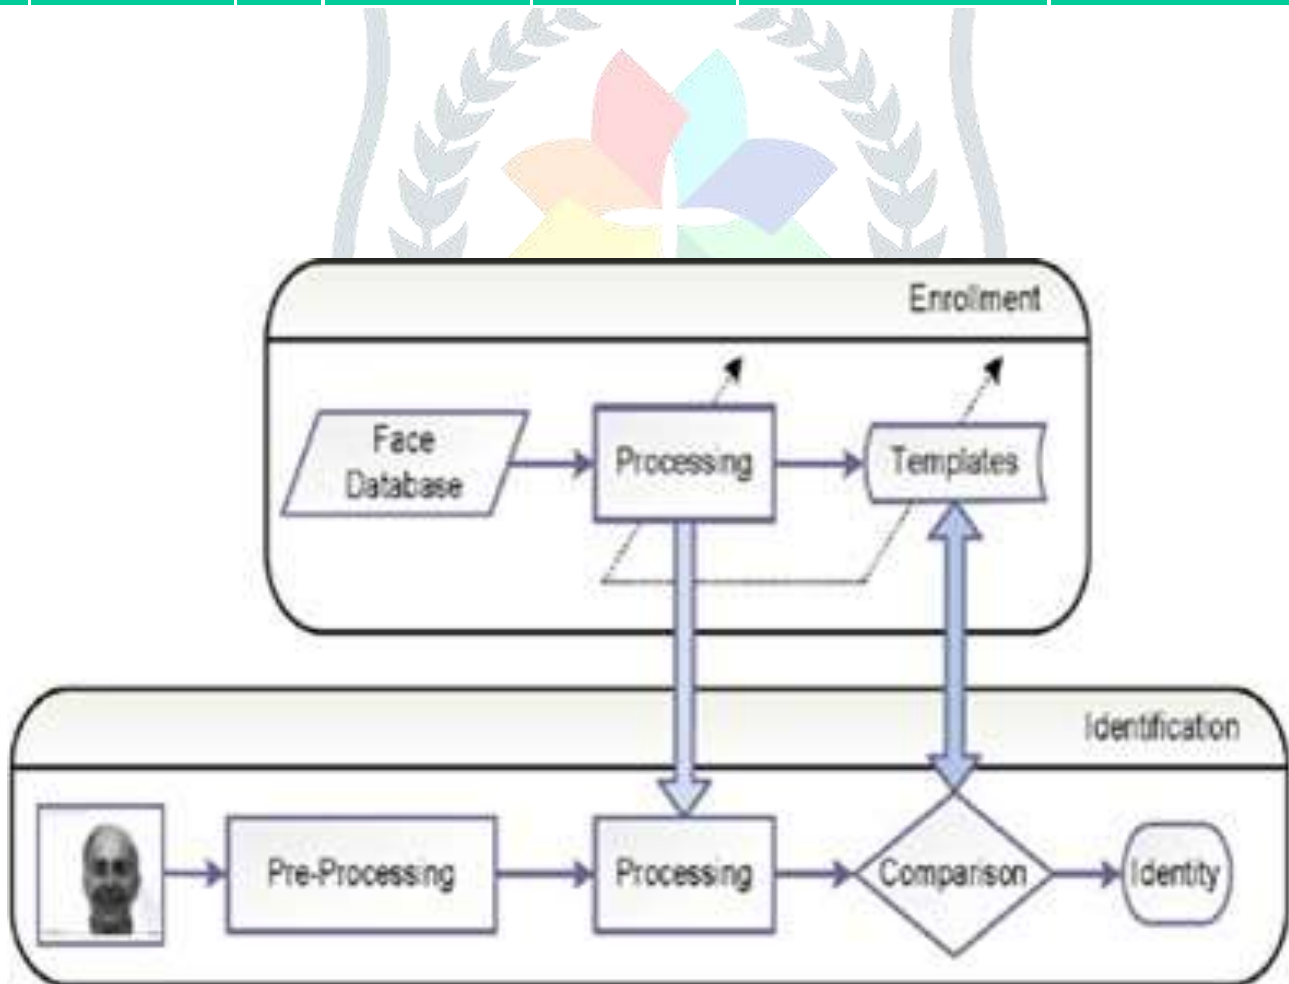 Enrollment
Face
Database
Processing
Templates
Identification
Pre-Processing
Processing
Comparison
Identity